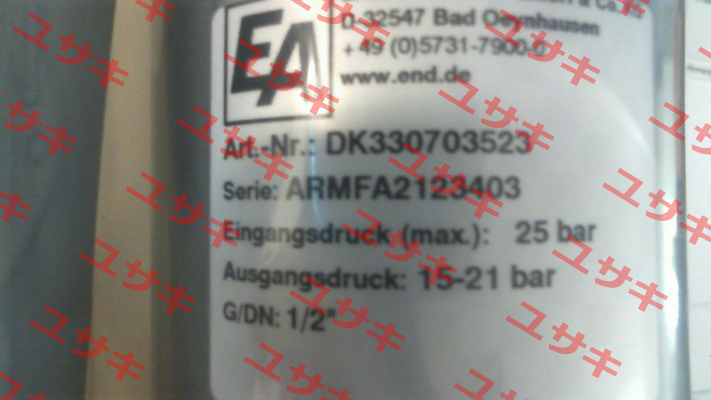 EA
D-32547 Bad Oeynhausen
+ 49 (0)5731-7900-0
www.end.de
Art.-Nr.: DK330703523
Serie: ARMFA2123403
Eingangsdruck (max.): 25 bar
Ausgangsdruck: 15-21 bar
G/DN: 1/2"
ユサキ